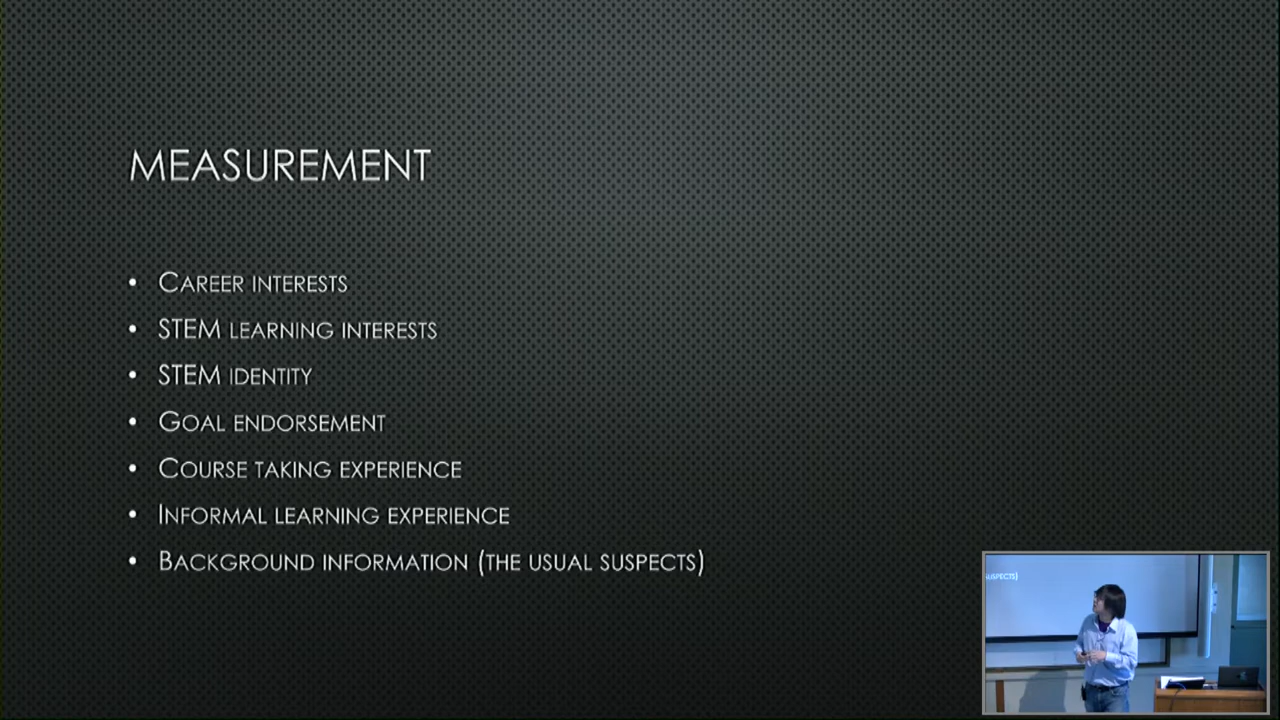 MEASUREMENT
• CAREER INTERESTS
• STEM LEARNING INTERESTS
• STEM IDENTITY
• GOAL ENDORSEMENT
• COURSE TAKING EXPERIENCE
• INFORMAL LEARNING EXPERIENCE
• BACKGROUND INFORMATION (THE USUAL SUSPECTS)
SUSPECTS)